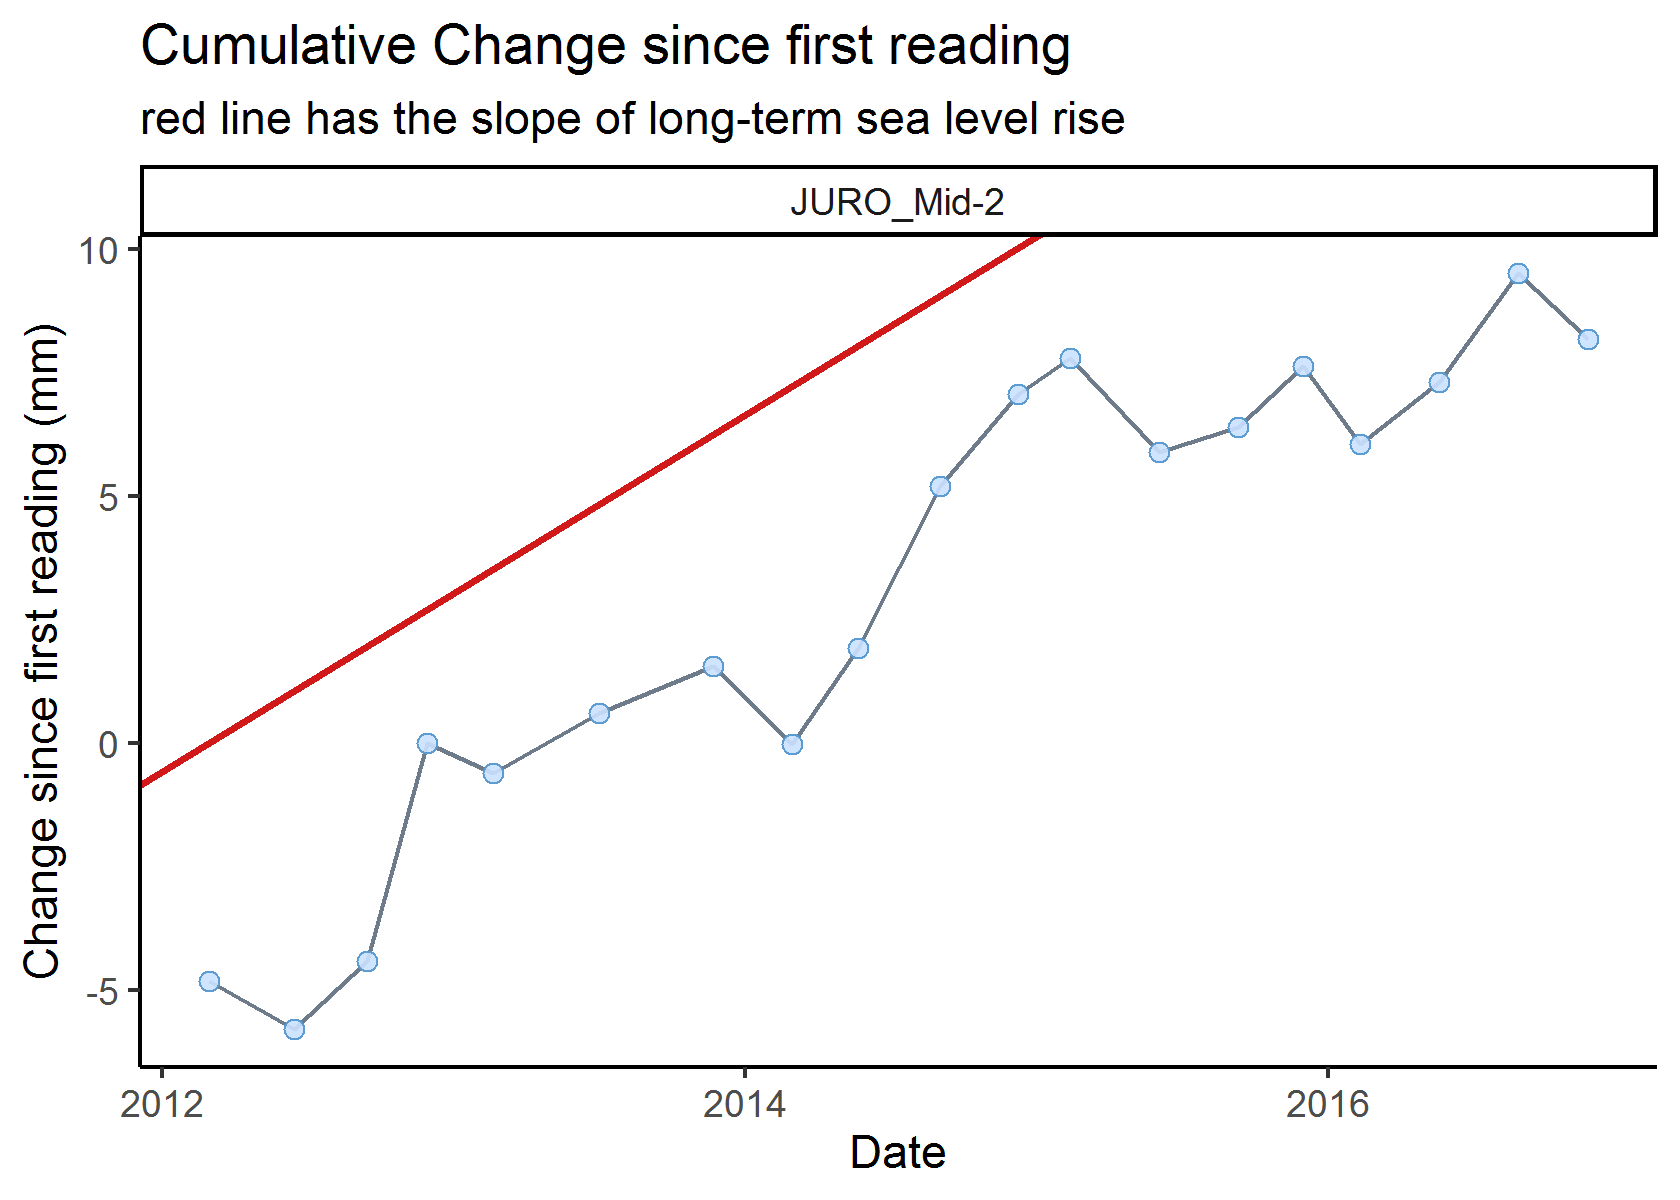 Cumulative Change since first reading
red line has the slope of long-term sea level rise
JURO_Mid-2
Change since first reading (mm)
10
5
0
-5
2012 2014 2016
Date